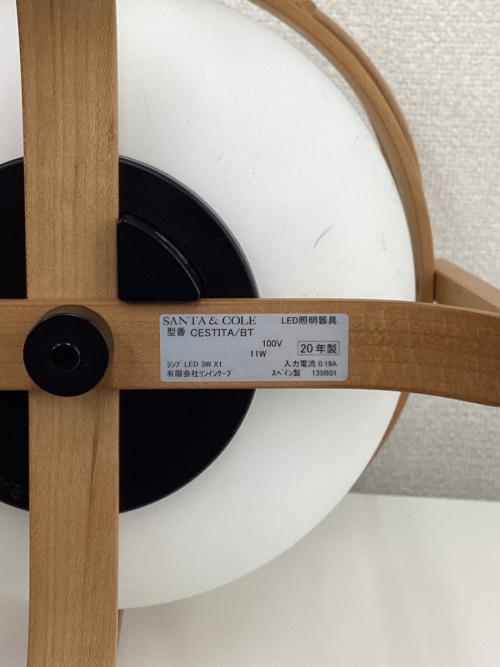 SANTA & COLE LED照明器具
型番 CESTITA/BT
100V
11W 20年製
ﾗﾝﾌﾟ LED 3W X1 入力電流 0.19A
有限会社リンインケープ ｽﾍﾟｲﾝ製 135B01